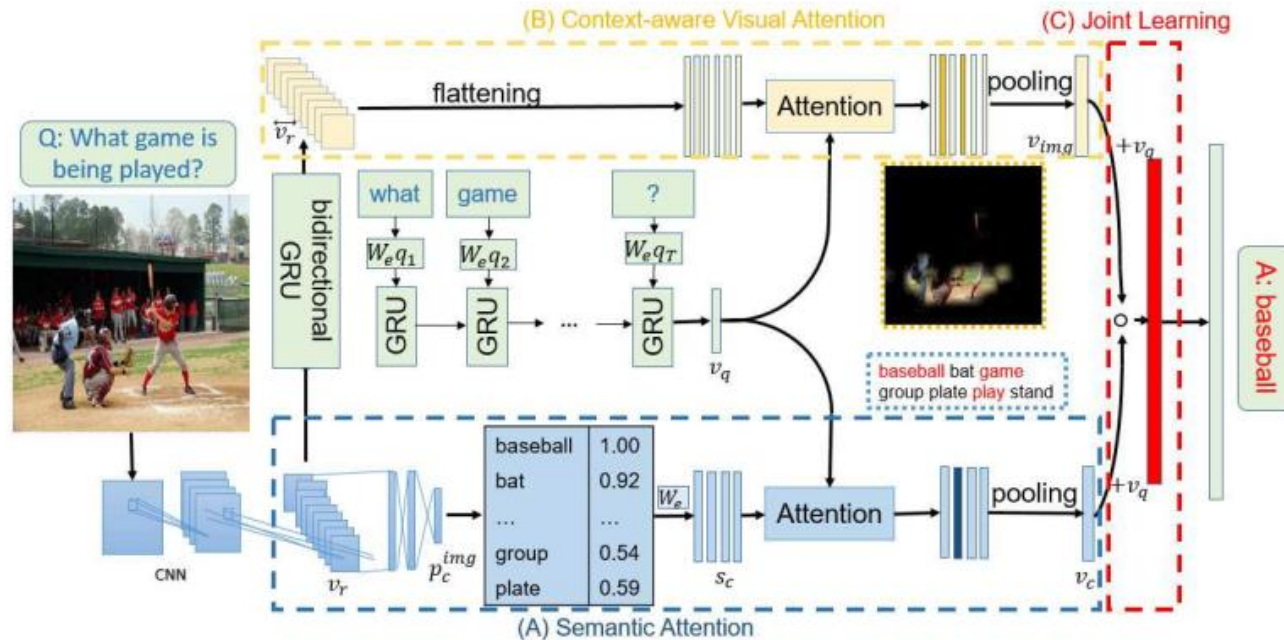 (B) Context-aware Visual Attention
(C) Joint Learning
flattening
Attention
pooling
v_r
v_img
+v_q
Q: What game is
being played?
bidirectional
GRU
what
game
?
W_e q_1
W_e q_2
W_e q_T
GRU
GRU
...
GRU
v_q
baseball bat game
group plate play stand
A: baseball
baseball 1.00
bat 0.92
... ...
group 0.54
plate 0.59
W_e
Attention
pooling
+v_q
CNN
v_r
p_c^img
s_c
v_c
(A) Semantic Attention